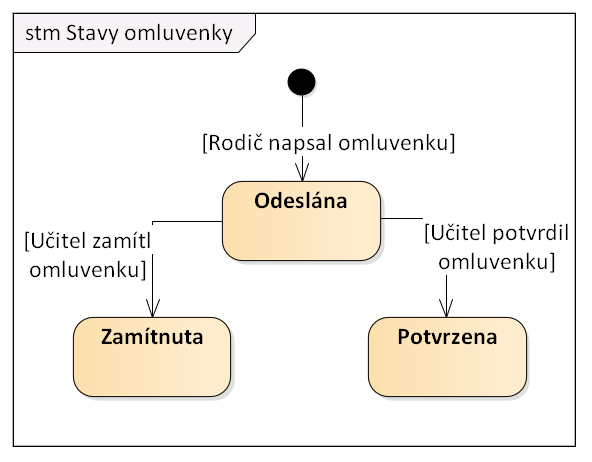 stm Stavy omluvenky
[Rodič napsal omluvenku]
Odeslána
[Učitel zamítl
omluvenku]
[Učitel potvrdil
omluvenku]
Zamítnuta
Potvrzena